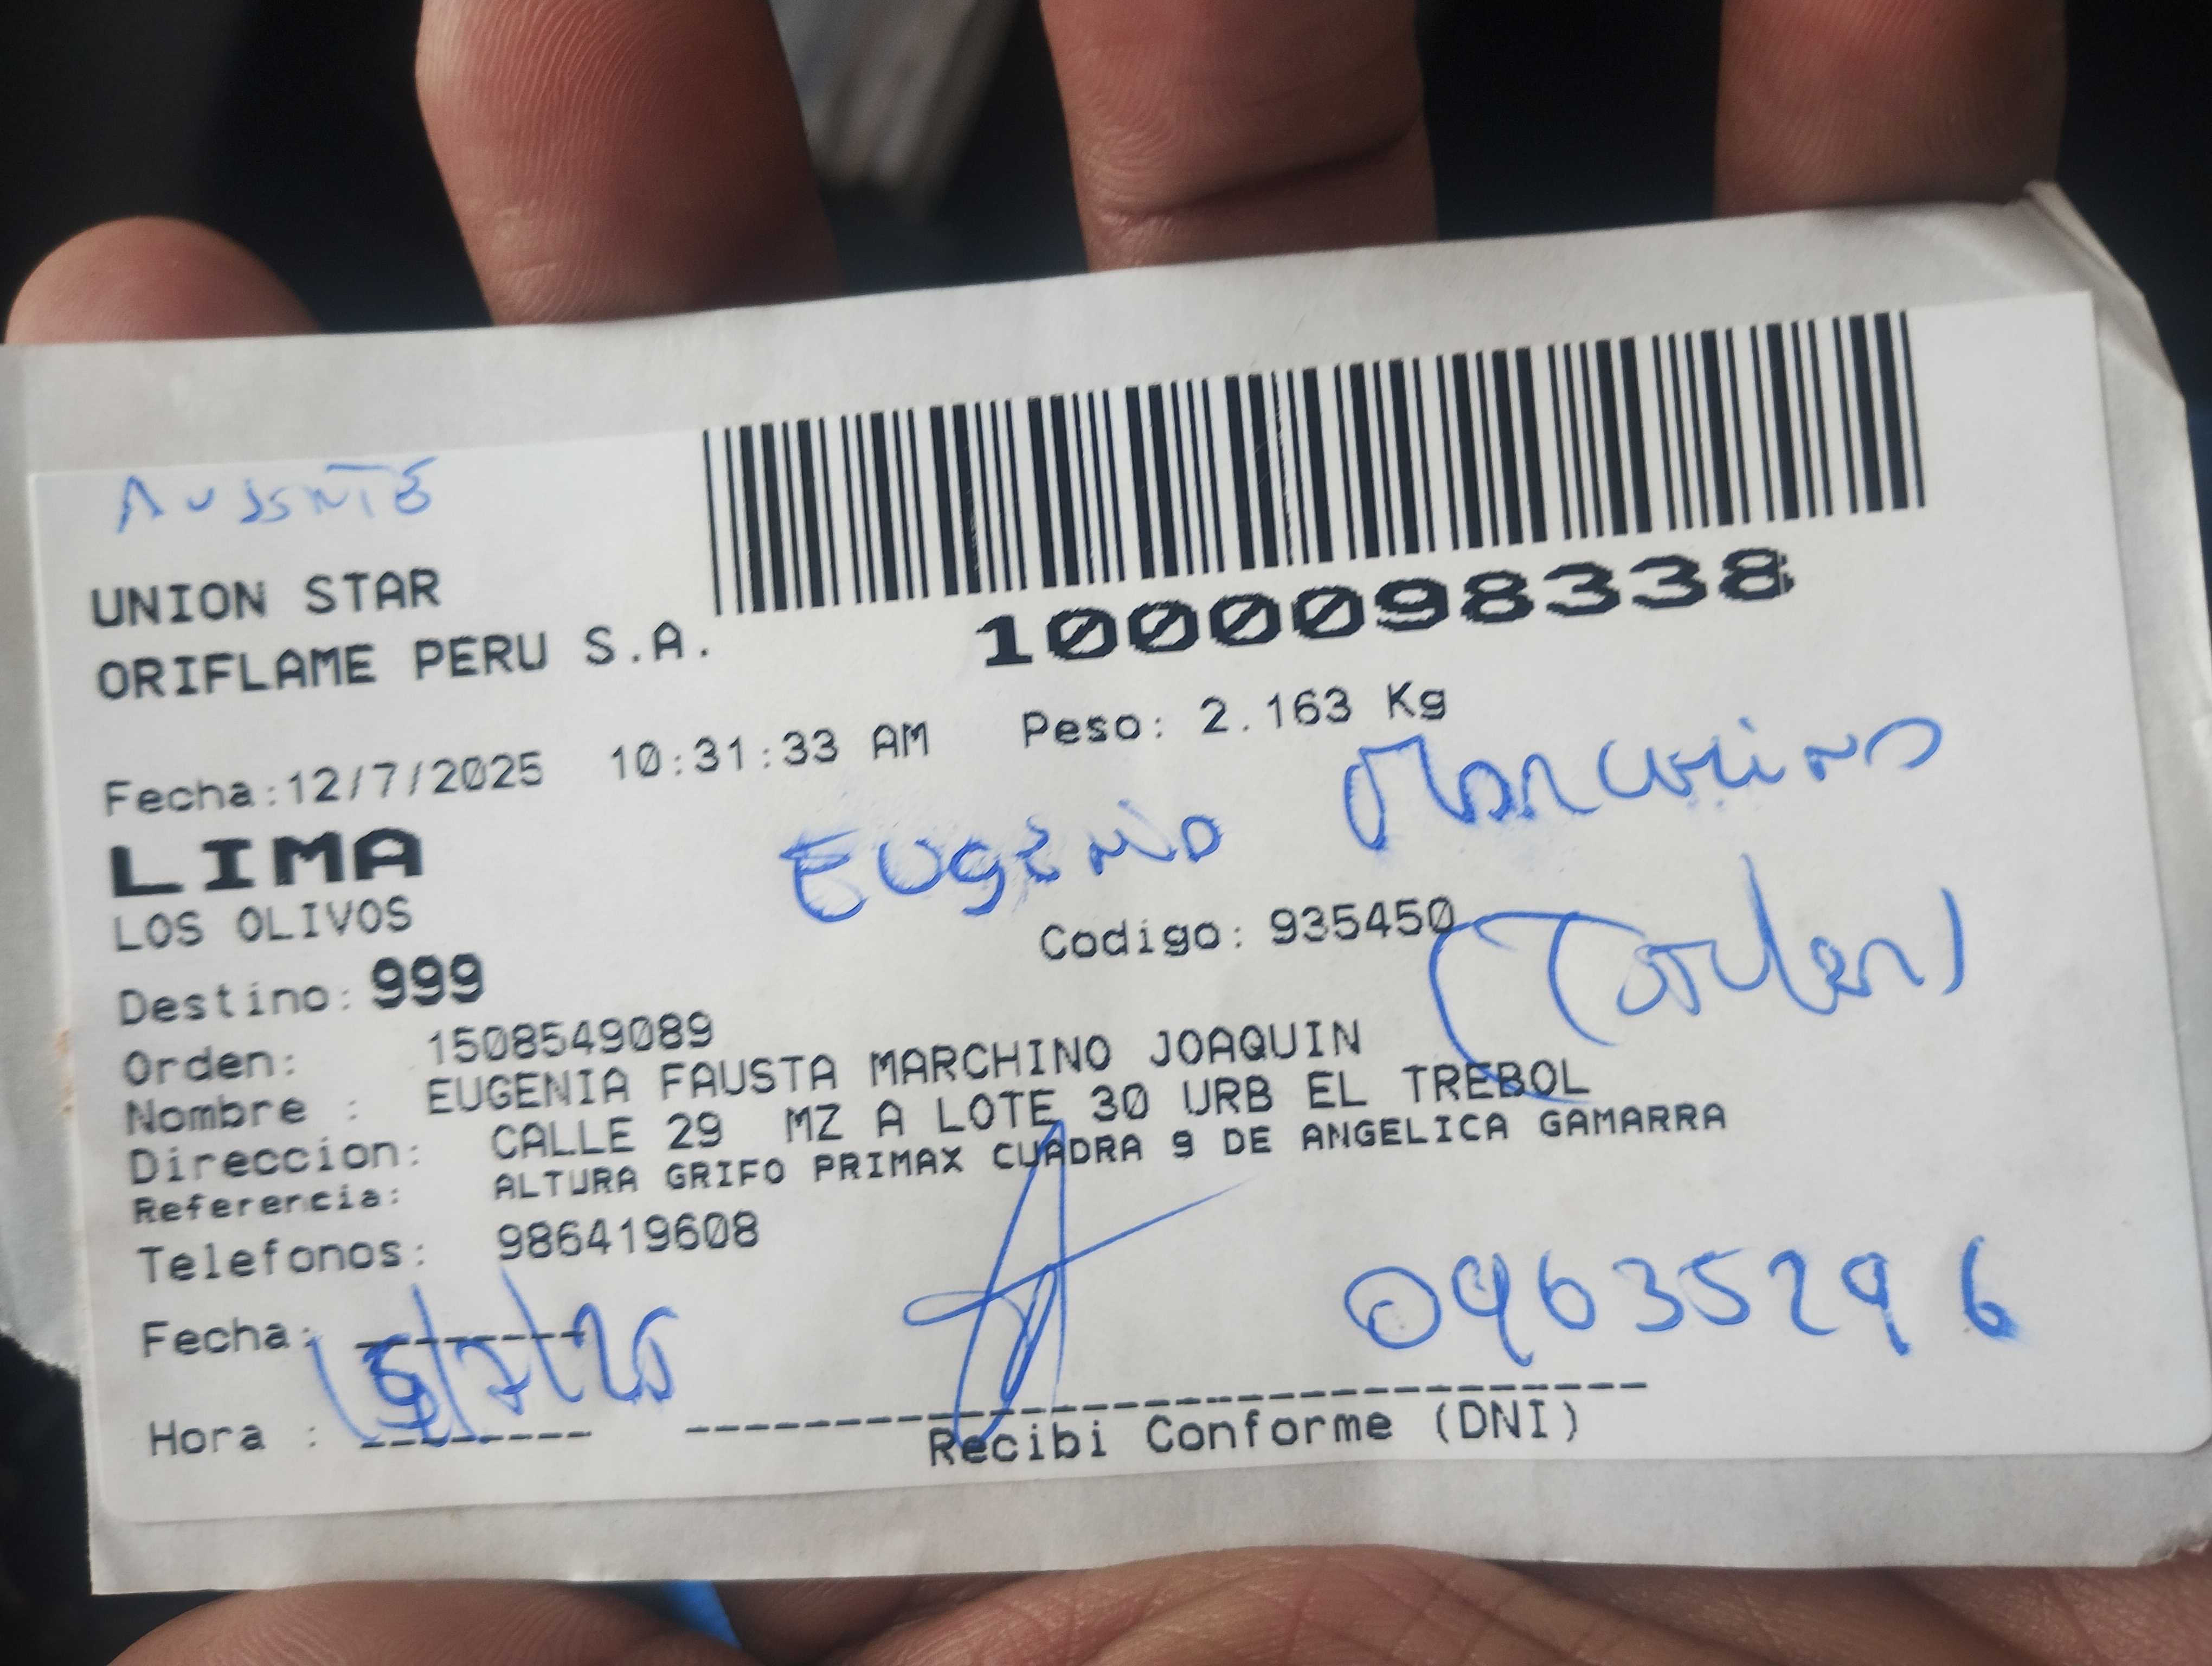 AUSENTE
UNION STAR
ORIFLAME PERU S.A.
1000098338
Fecha:12/7/2025 10:31:33 AM Peso: 2.163 Kg
LIMA
Eugenio
LOS OLIVOS
Codigo: 935450
Destino: 999
Orden: 1508549089
Nombre : EUGENIA FAUSTA MARCHINO JOAQUIN
Direccion: CALLE 29 MZ A LOTE 30 URB EL TREBOL
Referencia: ALTURA GRIFO PRIMAX CUADRA 9 DE ANGELICA GAMARRA
Telefonos: 986419608
09635296
Fecha: 15/7/25
Hora :
Recibi Conforme (DNI)